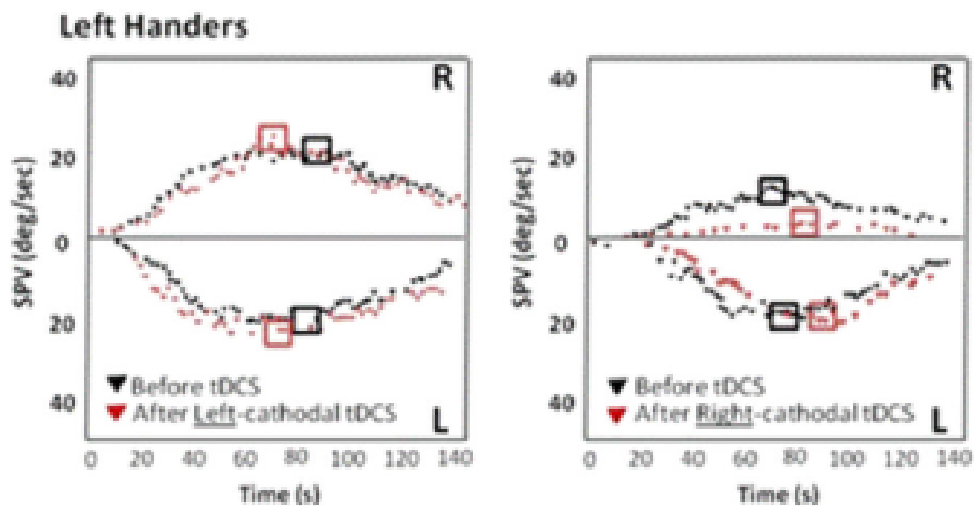 Left Handers
R
40
20
0
20
40
SPV (deg/sec)
Before tDCS
After Left-cathodal tDCS
L
0 20 40 60 80 100 120 140
Time (s)
R
40
20
0
20
40
SPV (deg/sec)
Before tDCS
After Right-cathodal tDCS
L
0 20 40 60 80 100 120 140
Time (s)